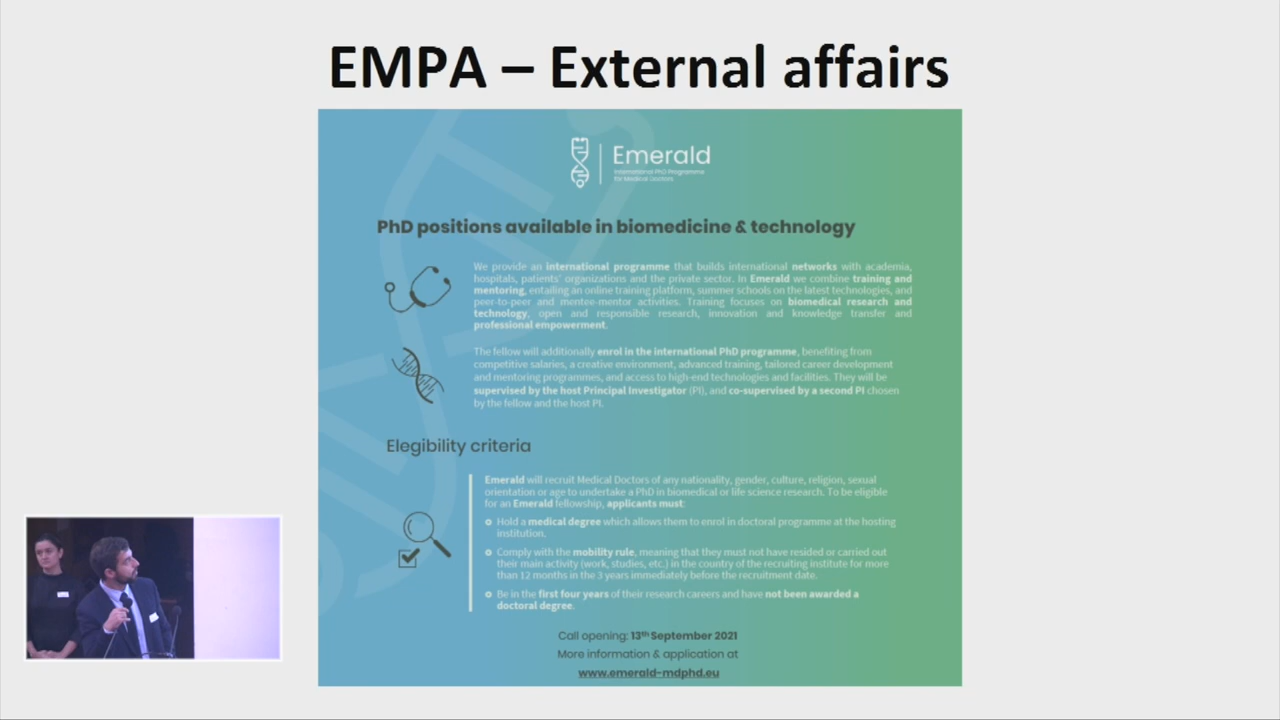 EMPA – External affairs
Emerald
International PhD Programme
for Medical Doctors
PhD positions available in biomedicine & technology
We provide an international programme that builds international networks with academia,
hospitals, patients' organizations and the private sector. In Emerald we combine training and
mentoring, entailing an online training platform, summer schools on the latest technologies, and
peer-to-peer and mentee-mentor activities. Training focuses on biomedical research and
technology, open and responsible research, innovation and knowledge transfer and
professional empowerment.
The fellow will additionally enrol in the international PhD programme, benefiting from
competitive salaries, a creative environment, advanced training, tailored career development
and mentoring programmes, and access to high-end technologies and facilities. They will be
supervised by the host Principal Investigator (PI), and co-supervised by a second PI chosen
by the fellow and the host PI.
Elegibility criteria
Emerald will recruit Medical Doctors of any nationality, gender, culture, religion, sexual
orientation or age to undertake a PhD in biomedical or life science research. To be eligible
for an Emerald fellowship, applicants must:
Hold a medical degree which allows them to enrol in doctoral programme at the hosting
institution.
Comply with the mobility rule, meaning that they must not have resided or carried out
their main activity (work, studies, etc.) in the country of the recruiting institute for more
than 12 months in the 3 years immediately before the recruitment date.
Be in the first four years of their research careers and have not been awarded a
doctoral degree.
Call opening: 13th September 2021
More information & application at
www.emerald-mdphd.eu